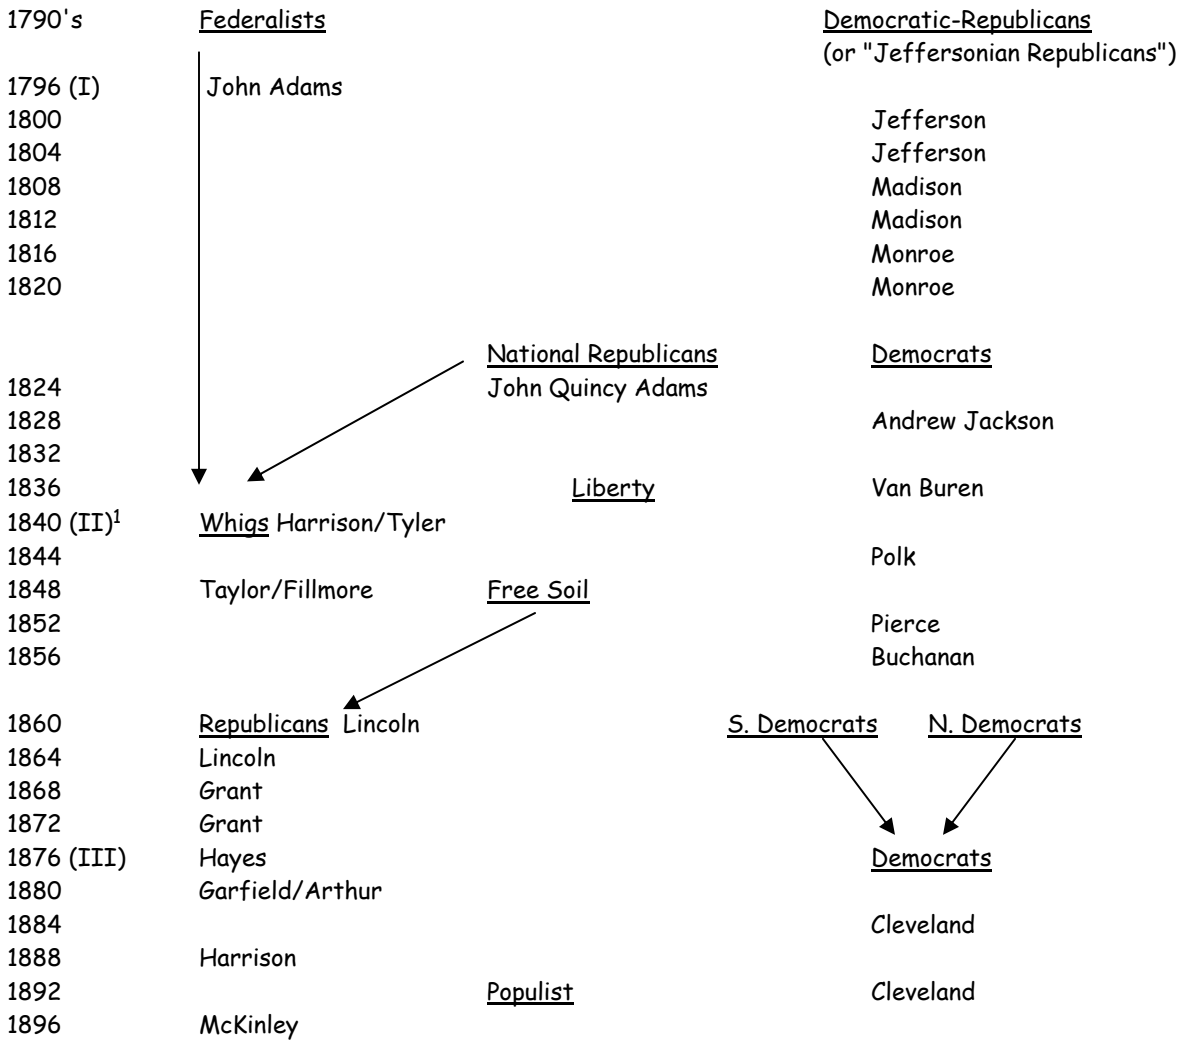 1790's Federalists Democratic-Republicans
(or "Jeffersonian Republicans")
1796 (I) John Adams
1800 Jefferson
1804 Jefferson
1808 Madison
1812 Madison
1816 Monroe
1820 Monroe
National Republicans Democrats
1824 John Quincy Adams
1828 Andrew Jackson
1832
1836 Liberty Van Buren
1840 (II)1 Whigs Harrison/Tyler
1844 Polk
1848 Taylor/Fillmore Free Soil
1852 Pierce
1856 Buchanan
1860 Republicans Lincoln S. Democrats N. Democrats
1864 Lincoln
1868 Grant
1872 Grant
1876 (III) Hayes Democrats
1880 Garfield/Arthur
1884 Cleveland
1888 Harrison
1892 Populist Cleveland
1896 McKinley